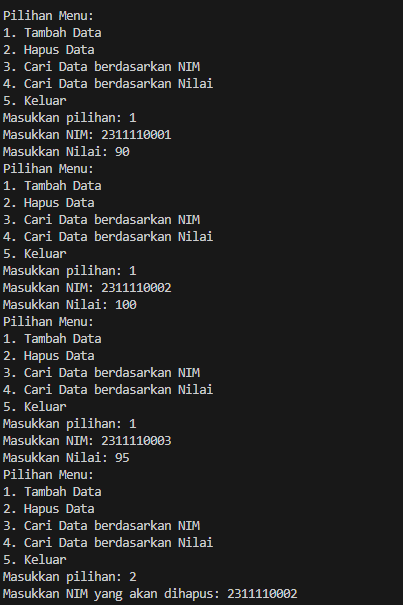 Pilihan Menu:
1. Tambah Data
2. Hapus Data
3. Cari Data berdasarkan NIM
4. Cari Data berdasarkan Nilai
5. Keluar
Masukkan pilihan: 1
Masukkan NIM: 2311110001
Masukkan Nilai: 90
Pilihan Menu:
1. Tambah Data
2. Hapus Data
3. Cari Data berdasarkan NIM
4. Cari Data berdasarkan Nilai
5. Keluar
Masukkan pilihan: 1
Masukkan NIM: 2311110002
Masukkan Nilai: 100
Pilihan Menu:
1. Tambah Data
2. Hapus Data
3. Cari Data berdasarkan NIM
4. Cari Data berdasarkan Nilai
5. Keluar
Masukkan pilihan: 1
Masukkan NIM: 2311110003
Masukkan Nilai: 95
Pilihan Menu:
1. Tambah Data
2. Hapus Data
3. Cari Data berdasarkan NIM
4. Cari Data berdasarkan Nilai
5. Keluar
Masukkan pilihan: 2
Masukkan NIM yang akan dihapus: 2311110002